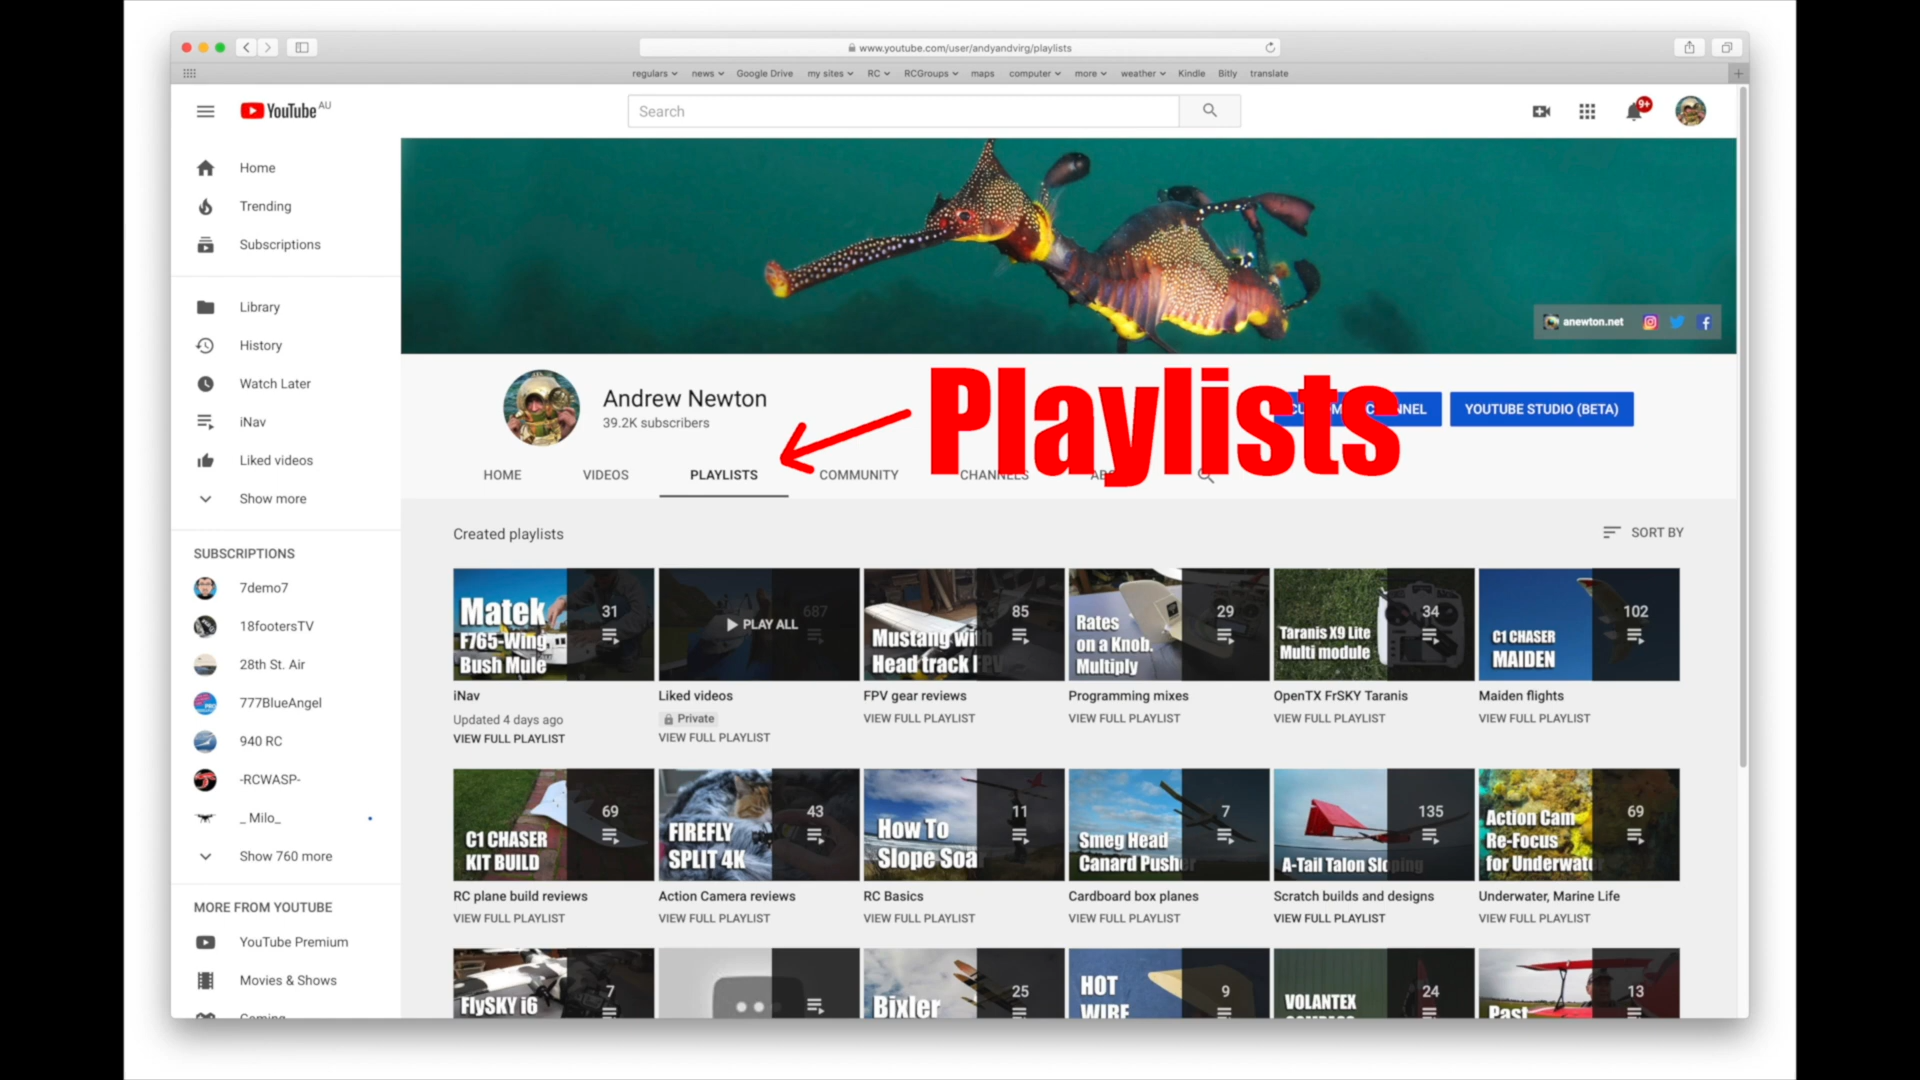 www.youtube.com/user/andyandvirg/playlists
regulars news Google Drive my sites RC RCGroups maps computer more weather Kindle Bitly translate
YouTube AU
Search
9+
Home
Trending
Subscriptions
Library
History
Watch Later
iNav
Liked videos
Show more
SUBSCRIPTIONS
7demo7
18footersTV
28th St. Air
777BlueAngel
940 RC
-RCWASP-
_ Milo_
Show 760 more
MORE FROM YOUTUBE
YouTube Premium
Movies & Shows
Gaming
anewton.net
Andrew Newton
39.2K subscribers
Playlists
YOUTUBE STUDIO (BETA)
HOME VIDEOS PLAYLISTS COMMUNITY CHANNELS
Created playlists
SORT BY
Matek
F765-Wing
Bush Mule
31
iNav
Updated 4 days ago
VIEW FULL PLAYLIST
PLAY ALL
687
Liked videos
Private
VIEW FULL PLAYLIST
Mustang with
Head track FPV
85
FPV gear reviews
VIEW FULL PLAYLIST
Rates
on a Knob.
Multiply
29
Programming mixes
VIEW FULL PLAYLIST
Taranis X9 Lite
Multi module
34
OpenTX FrSKY Taranis
VIEW FULL PLAYLIST
C1 CHASER
MAIDEN
102
Maiden flights
VIEW FULL PLAYLIST
C1 CHASER
KIT BUILD
69
RC plane build reviews
VIEW FULL PLAYLIST
FIREFLY
SPLIT 4K
43
Action Camera reviews
VIEW FULL PLAYLIST
How To
Slope Soa
11
RC Basics
VIEW FULL PLAYLIST
Smeg Head
Canard Pusher
7
Cardboard box planes
VIEW FULL PLAYLIST
A-Tail Talon Sloping
135
Scratch builds and designs
VIEW FULL PLAYLIST
Action Cam
Re-Focus
for Underwater
69
Underwater, Marine Life
VIEW FULL PLAYLIST
FlySKY i6
7
Bixler
25
HOT
WIRE
9
VOLANTEX
24
Past
13